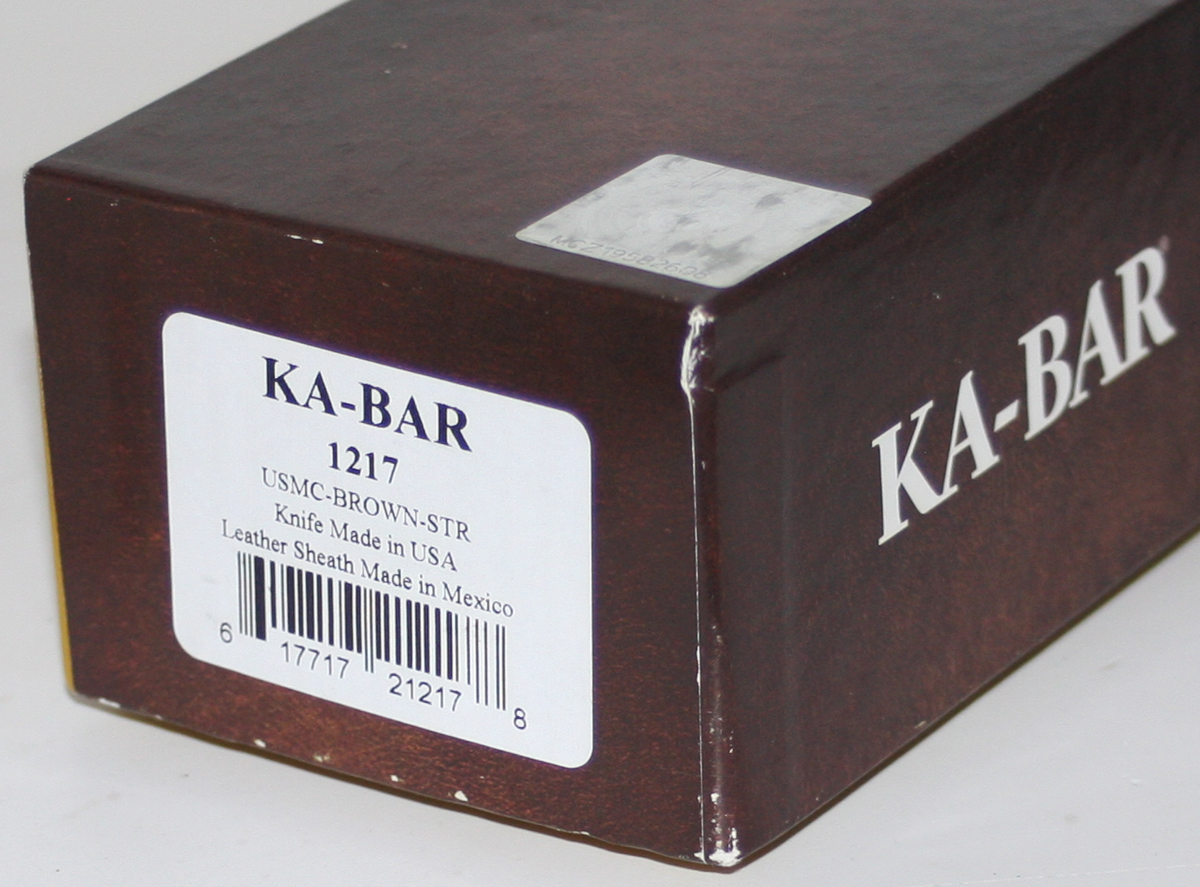 KA-BAR
1217
USMC-BROWN-STR
Knife Made in USA
Leather Sheath Made in Mexico
6 17717 21217 8
KA-BAR